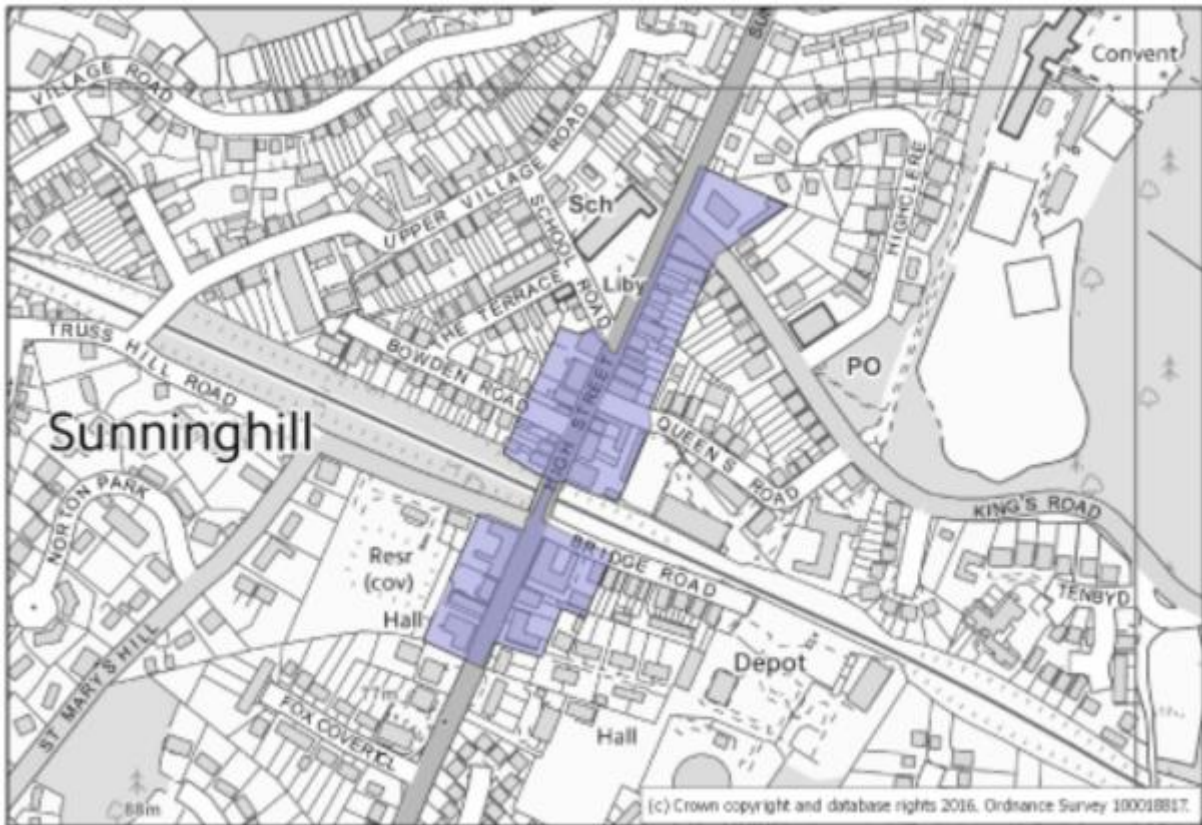 Convent
VILLAGE ROAD
UPPER VILLAGE ROAD
SCHOOL ROAD
Sch
HIGHCLERE
Liby
THE TERRACE
TRUSS HILL ROAD
BOWDEN ROAD
HIGH STREET
PO
Sunninghill
QUEEN'S ROAD
KING'S ROAD
NORTON PARK
BRIDGE ROAD
Resr
(cov)
TENBYD
Hall
ST MARY'S HILL
Depot
77m
FOX COVERT CL
Hall
88m
(c) Crown copyright and database rights 2016. Ordnance Survey 100018817.